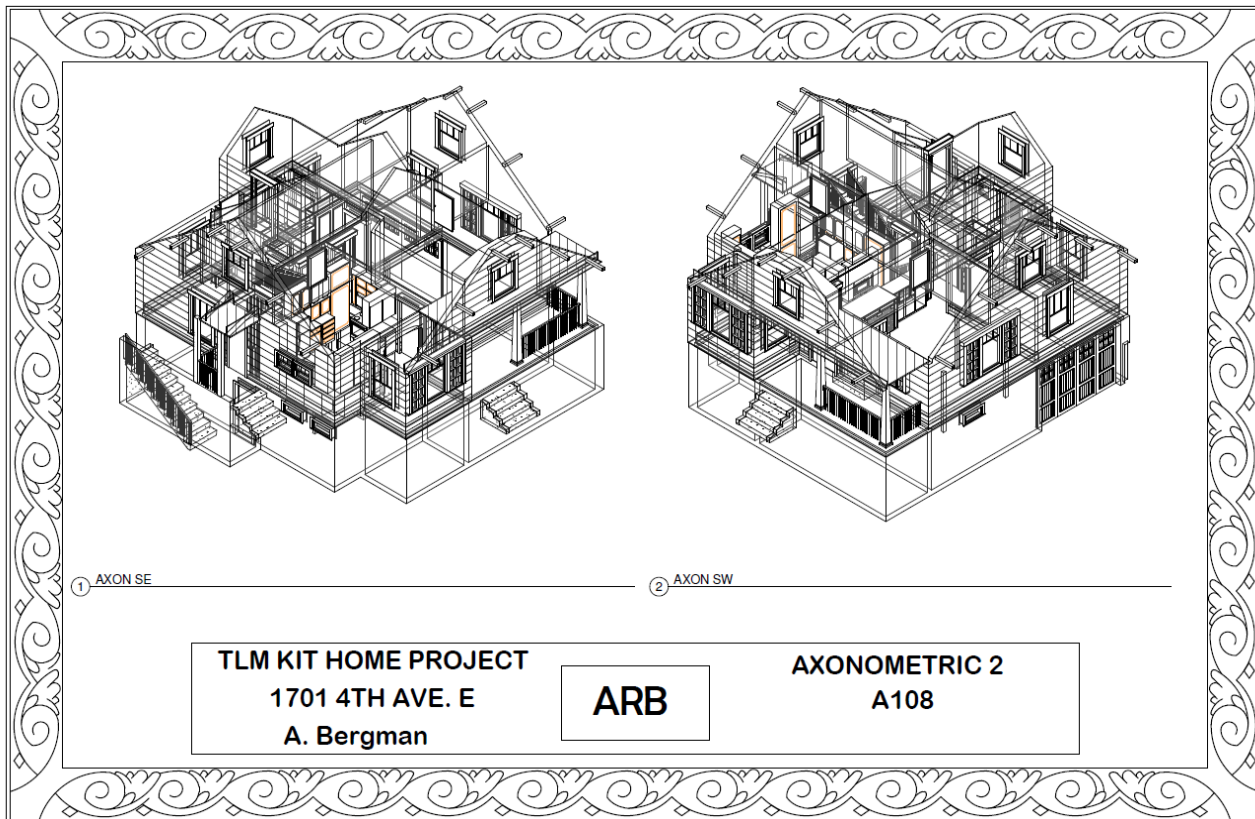 1 AXON SE
2 AXON SW
TLM KIT HOME PROJECT
1701 4TH AVE. E
A. Bergman
ARB
AXONOMETRIC 2
A108